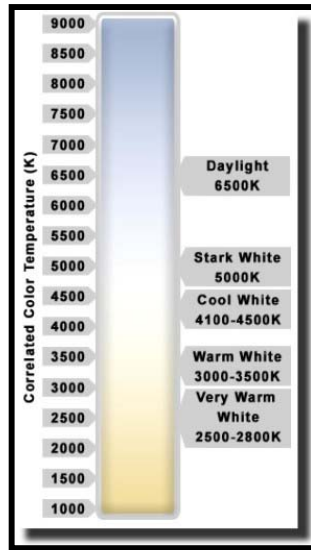 Correlated Color Temperature (K)
9000
8500
8000
7500
7000
6500
6000
5500
5000
4500
4000
3500
3000
2500
2000
1500
1000
Daylight
6500K
Stark White
5000K
Cool White
4100-4500K
Warm White
3000-3500K
Very Warm
White
2500-2800K